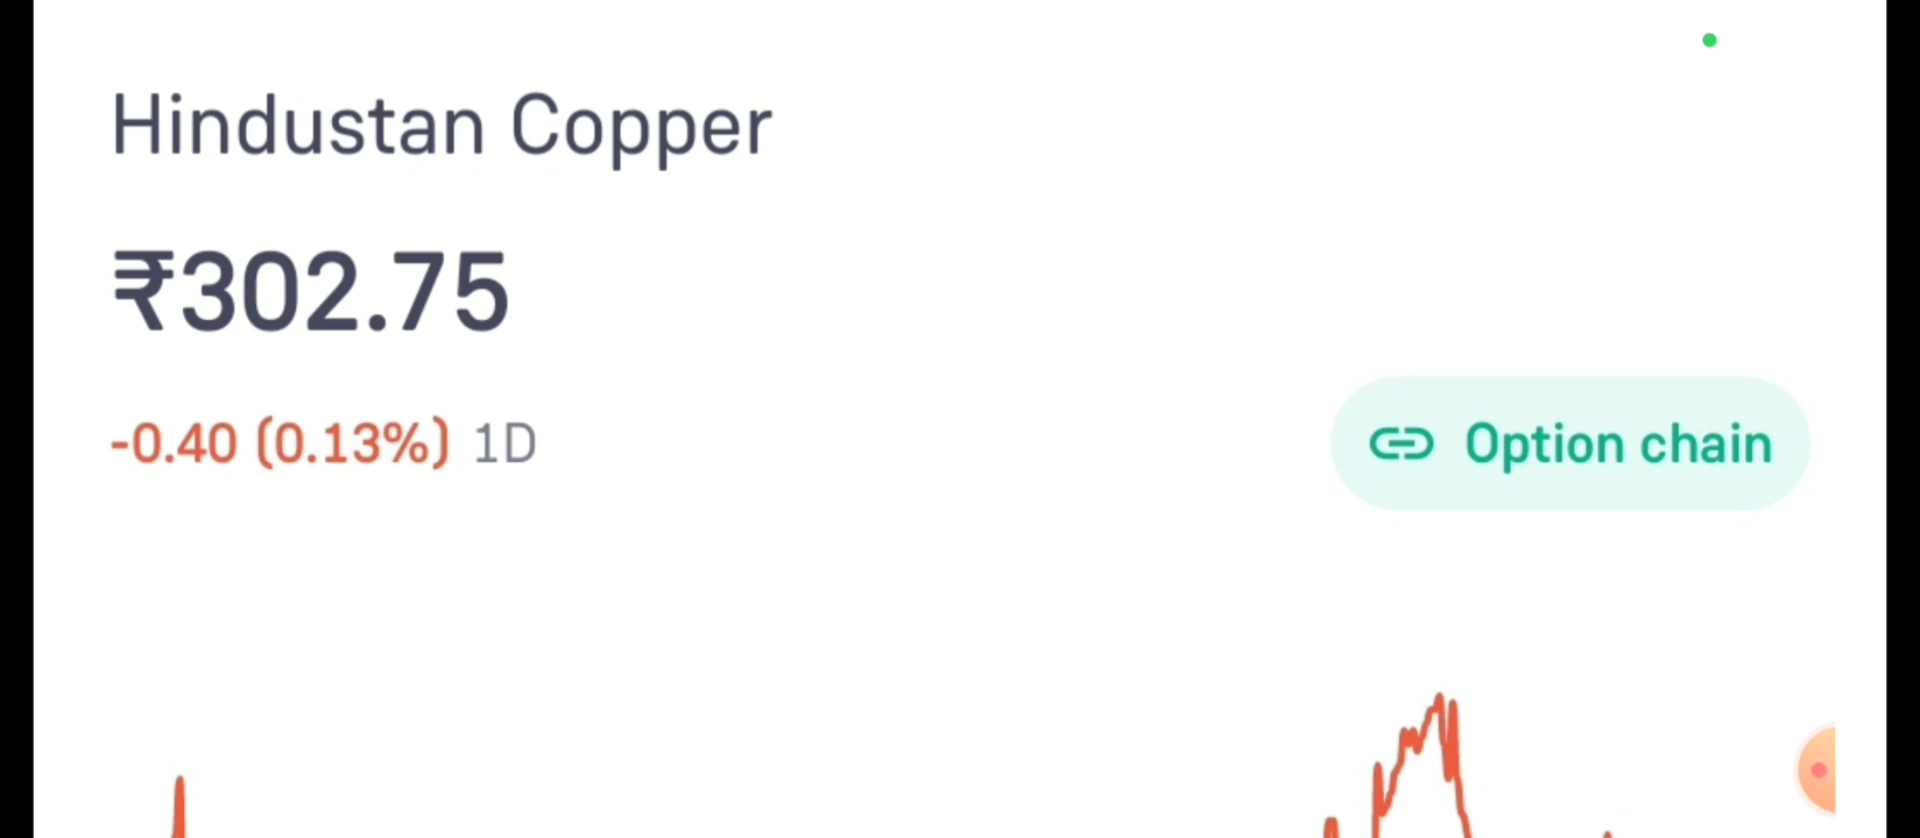 Hindustan Copper
₹302.75
-0.40 (0.13%) 1D
Option chain